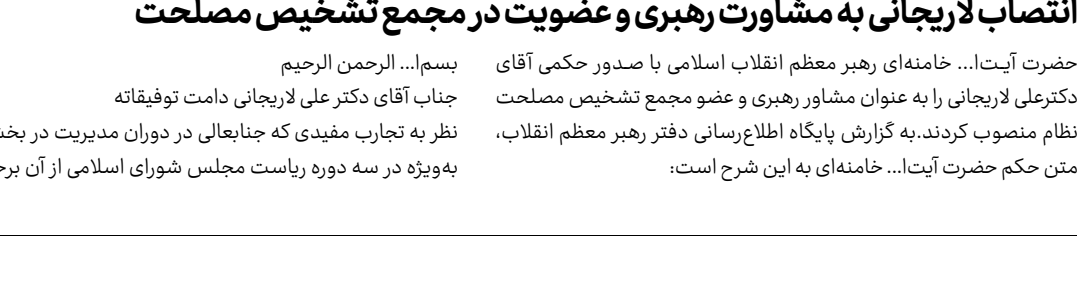 انتصاب لاریجانی به مشاورت رهبری و عضویت در مجمع تشخیص مصلحت
حضرت آیت‌ا... خامنه‌ای رهبر معظم انقلاب اسلامی با صدور حکمی آقای
دکترعلی لاریجانی را به عنوان مشاور رهبری و عضو مجمع تشخیص مصلحت
نظام منصوب کردند.به گزارش پایگاه اطلاع‌رسانی دفتر رهبر معظم انقلاب،
متن حکم حضرت آیت‌ا... خامنه‌ای به این شرح است:
بسم‌ا... الرحمن الرحیم
جناب آقای دکتر علی لاریجانی دامت توفیقاته
نظر به تجارب مفیدی که جنابعالی در دوران مدیریت در
به‌ویژه در سه دوره ریاست مجلس شورای اسلامی از آن